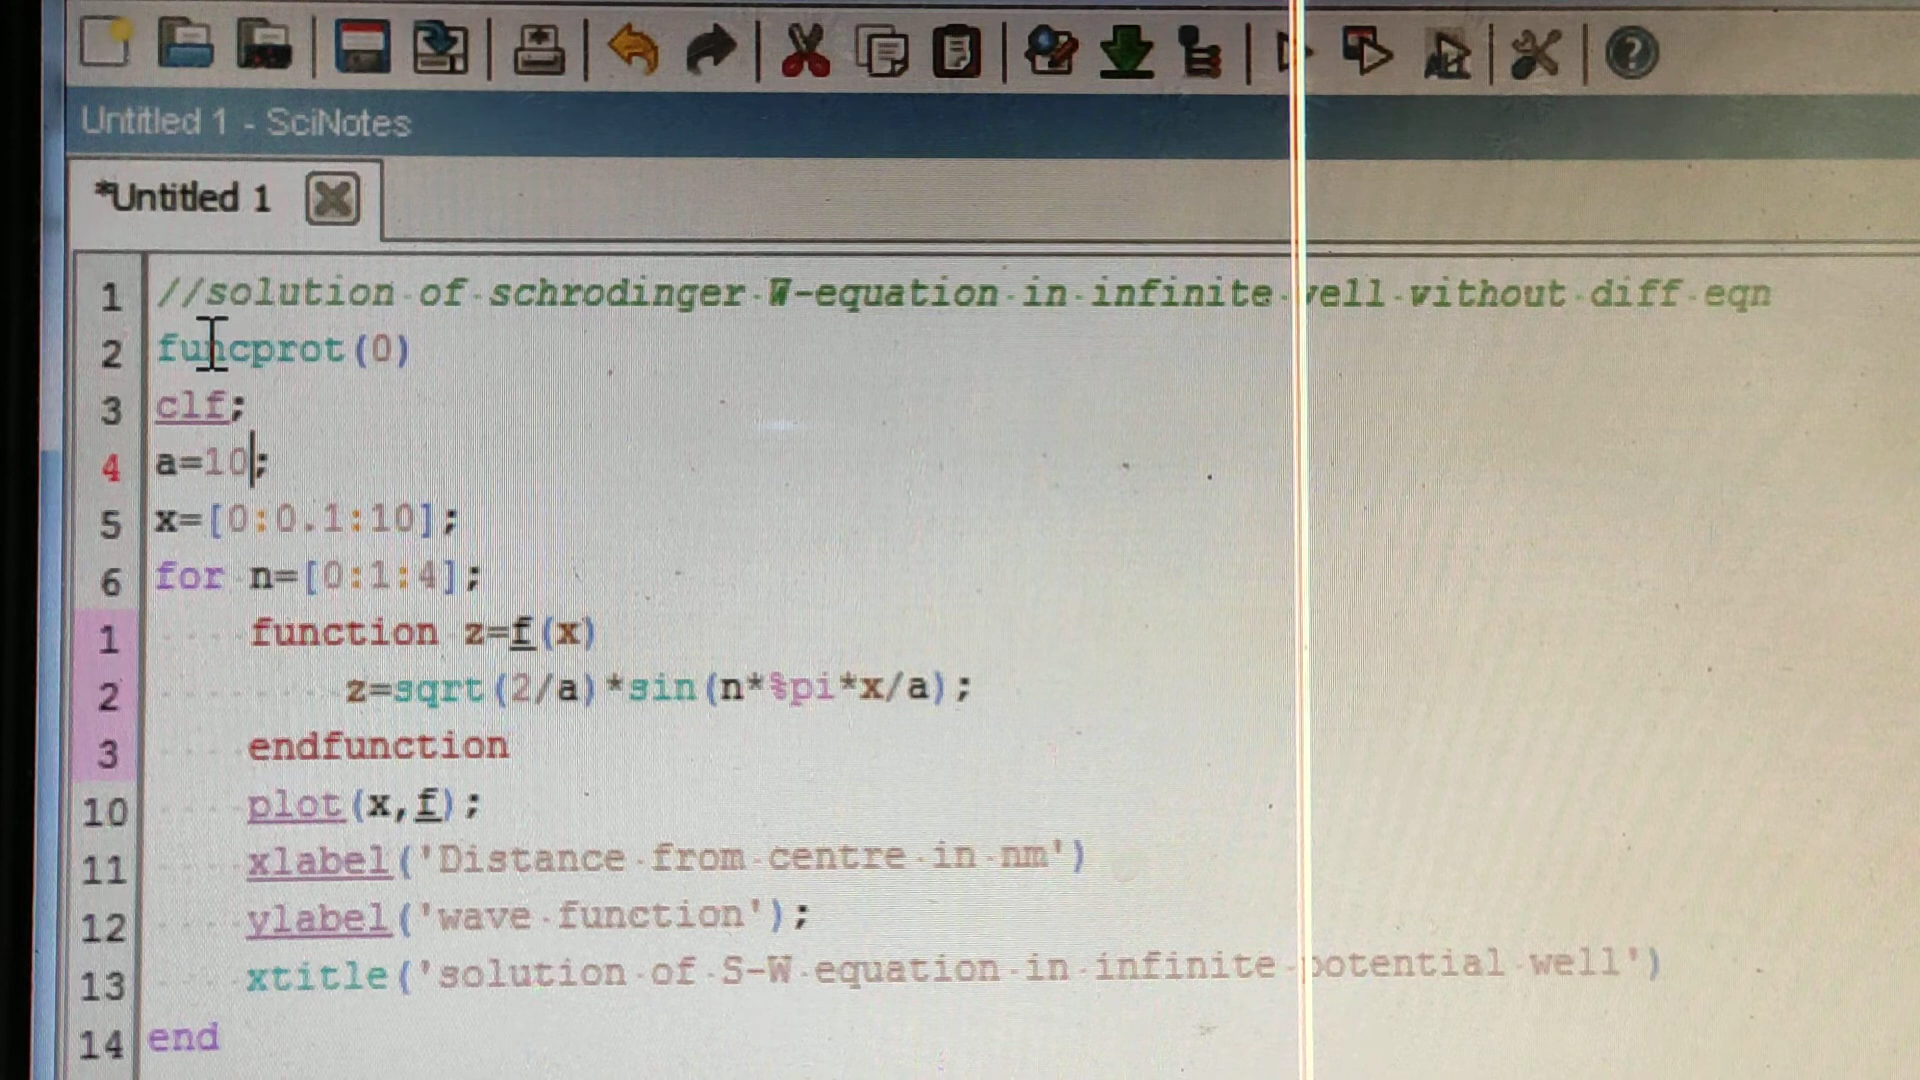 Untitled 1 - SciNotes
*Untitled 1
1 //solution of schrodinger W-equation in infinite well without diff eqn
2 funcprot(0)
3 clf;
4 a=10;
5 x=[0:0.1:10];
6 for n=[0:1:4];
1 function z=f(x)
2 z=sqrt(2/a)*sin(n*%pi*x/a);
3 endfunction
10 plot(x,f);
11 xlabel('Distance from centre in nm')
12 ylabel('wave function');
13 xtitle('solution of S-W equation in infinite potential well')
14 end